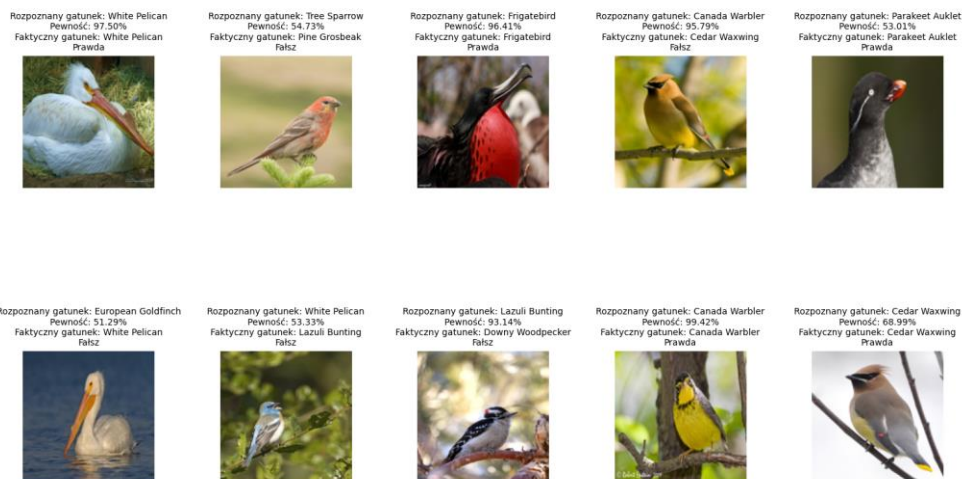 Rozpoznany gatunek: White Pelican
Pewność: 97.50%
Faktyczny gatunek: White Pelican
Prawda
Rozpoznany gatunek: Tree Sparrow
Pewność: 54.73%
Faktyczny gatunek: Pine Grosbeak
Fałsz
Rozpoznany gatunek: Frigatebird
Pewność: 96.41%
Faktyczny gatunek: Frigatebird
Prawda
Rozpoznany gatunek: Canada Warbler
Pewność: 95.79%
Faktyczny gatunek: Cedar Waxwing
Fałsz
Rozpoznany gatunek: Parakeet Auklet
Pewność: 53.01%
Faktyczny gatunek: Parakeet Auklet
Prawda
Rozpoznany gatunek: European Goldfinch
Pewność: 51.29%
Faktyczny gatunek: White Pelican
Fałsz
Rozpoznany gatunek: White Pelican
Pewność: 53.33%
Faktyczny gatunek: Lazuli Bunting
Fałsz
Rozpoznany gatunek: Lazuli Bunting
Pewność: 93.14%
Faktyczny gatunek: Downy Woodpecker
Fałsz
Rozpoznany gatunek: Canada Warbler
Pewność: 99.42%
Faktyczny gatunek: Canada Warbler
Prawda
Rozpoznany gatunek: Cedar Waxwing
Pewność: 68.99%
Faktyczny gatunek: Cedar Waxwing
Prawda